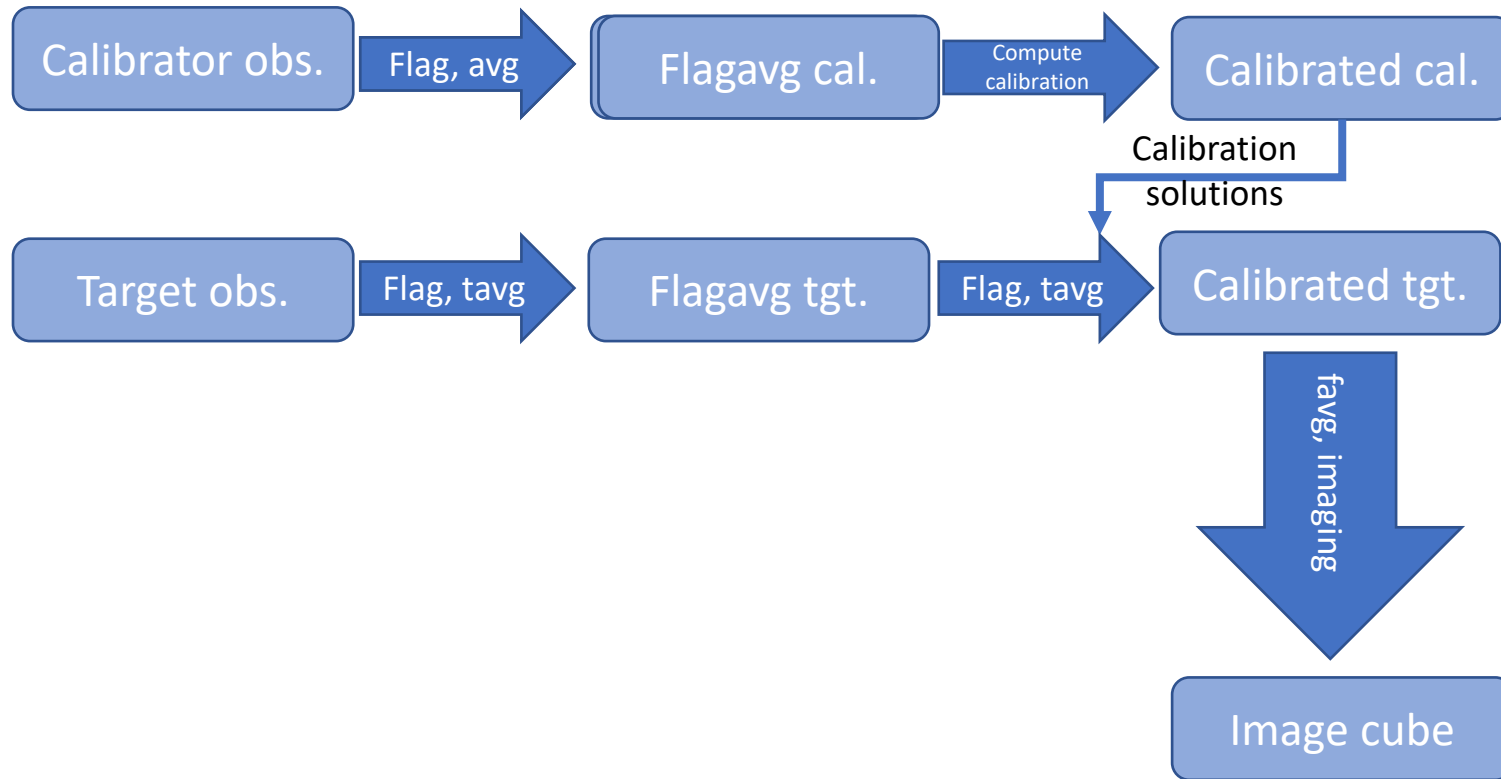 Calibrator obs.
Flag, avg
Flagavg cal.
Compute
calibration
Calibrated cal.
Calibration
solutions
Target obs.
Flag, tavg
Flagavg tgt.
Flag, tavg
Calibrated tgt.
favg, imaging
Image cube